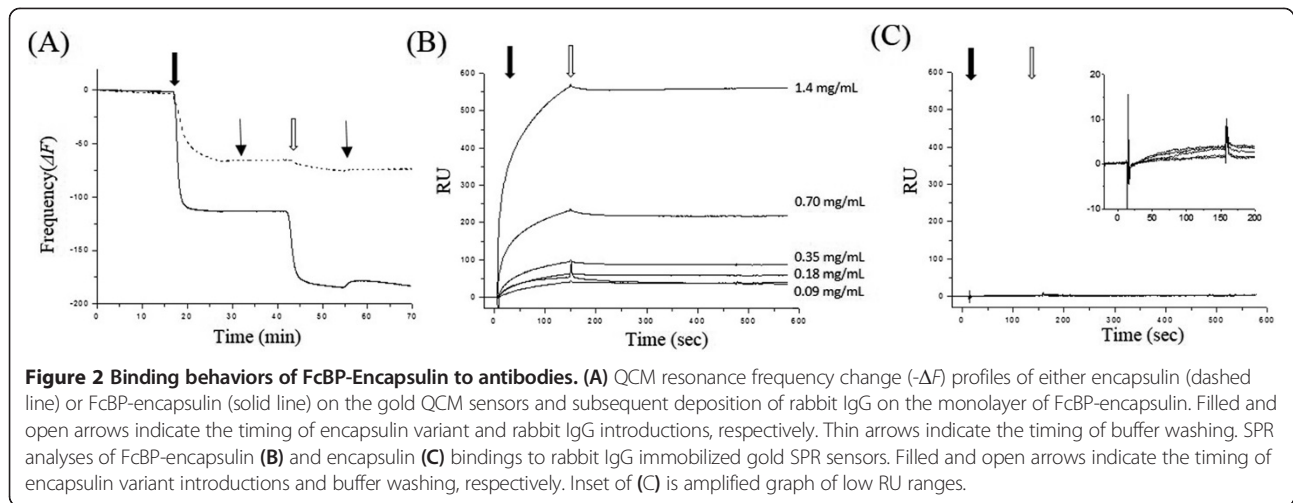 (A)
0
-50
-100
-150
-200
Frequency(ΔF)
0 10 20 30 40 50 60 70
Time (min)
(B)
600
500
400
300
200
100
0
RU
1.4 mg/mL
0.70 mg/mL
0.35 mg/mL
0.18 mg/mL
0.09 mg/mL
0 100 200 300 400 500 600
Time (sec)
(C)
600
500
400
300
200
100
0
RU
20
10
0
-10
0 50 100 150 200
0 100 200 300 400 500 600
Time (sec)
Figure 2 Binding behaviors of FcBP-Encapsulin to antibodies. (A) QCM resonance frequency change (-ΔF) profiles of either encapsulin (dashed
line) or FcBP-encapsulin (solid line) on the gold QCM sensors and subsequent deposition of rabbit IgG on the monolayer of FcBP-encapsulin. Filled and
open arrows indicate the timing of encapsulin variant and rabbit IgG introductions, respectively. Thin arrows indicate the timing of buffer washing. SPR
analyses of FcBP-encapsulin (B) and encapsulin (C) bindings to rabbit IgG immobilized gold SPR sensors. Filled and open arrows indicate the timing of
encapsulin variant introductions and buffer washing, respectively. Inset of (C) is amplified graph of low RU ranges.